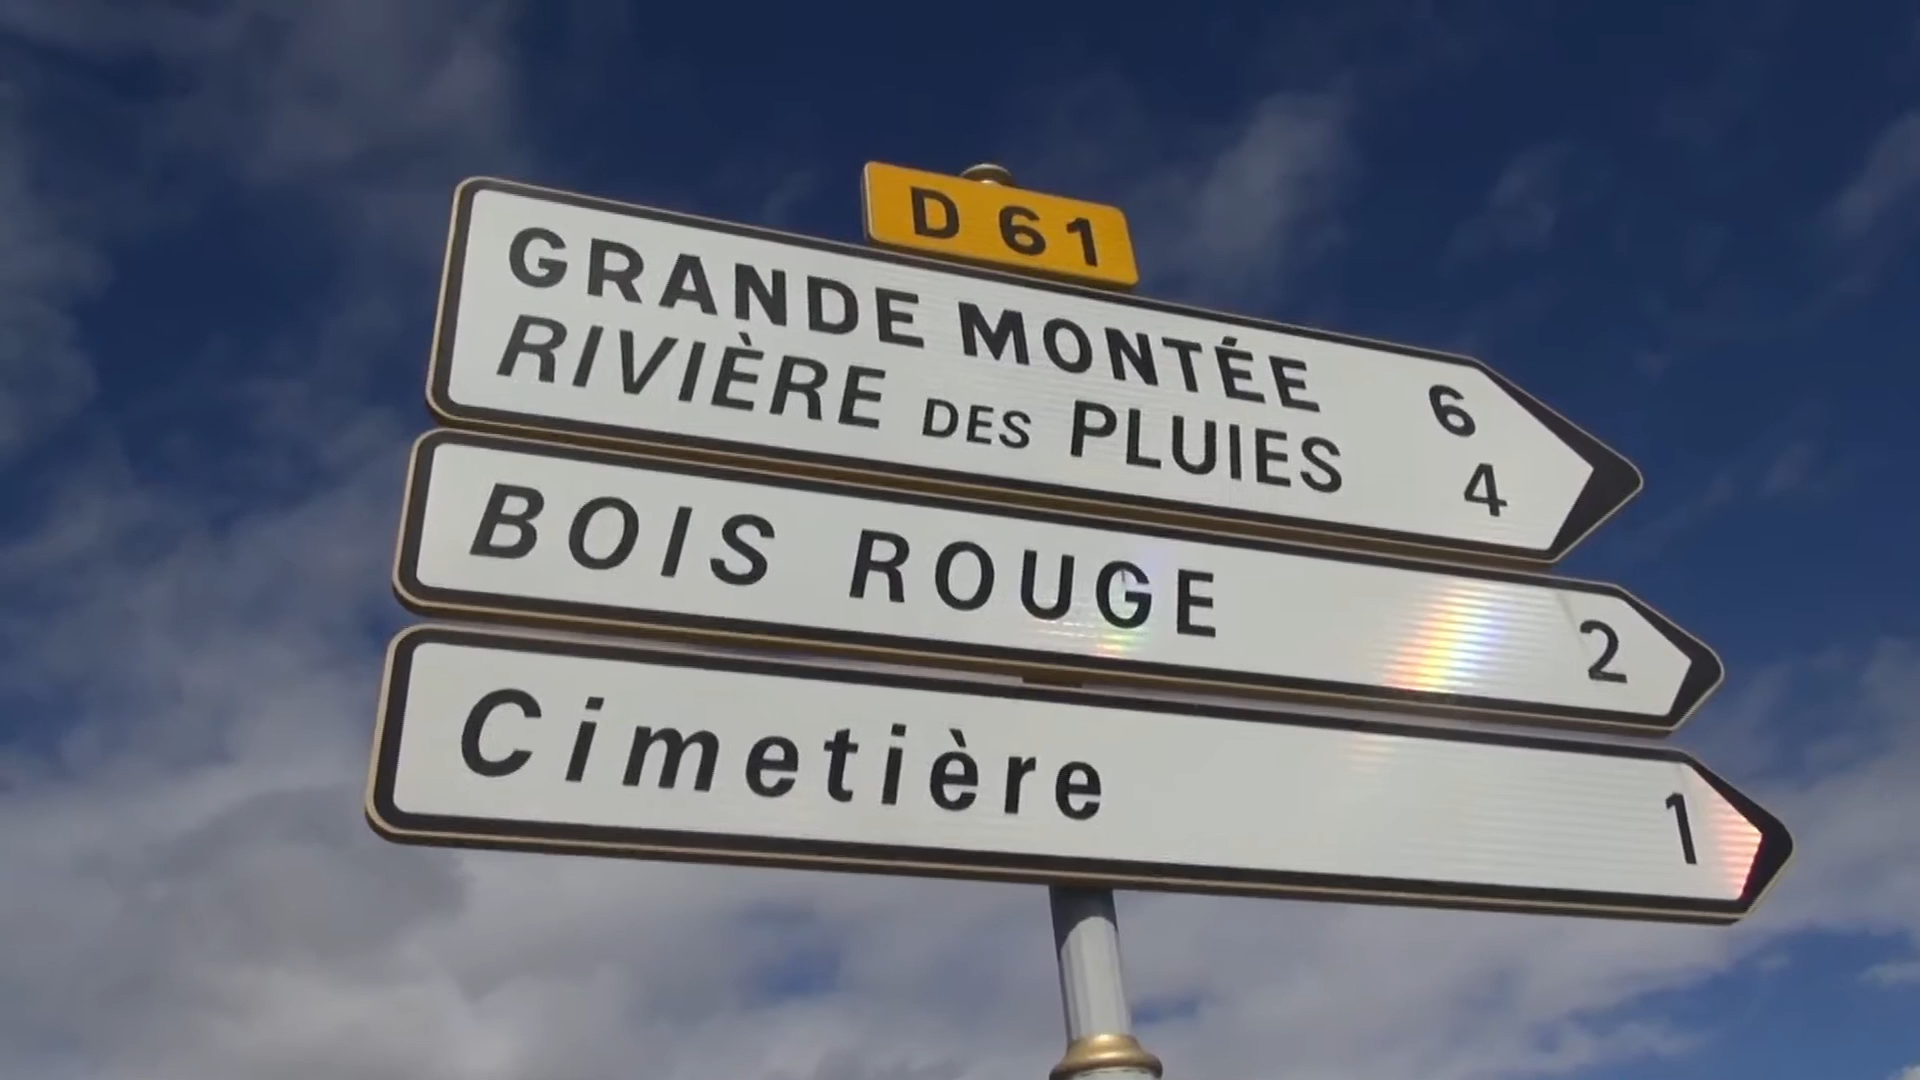 D 61
GRANDE MONTÉE 6
RIVIÈRE DES PLUIES 4
BOIS ROUGE 2
Cimetière 1